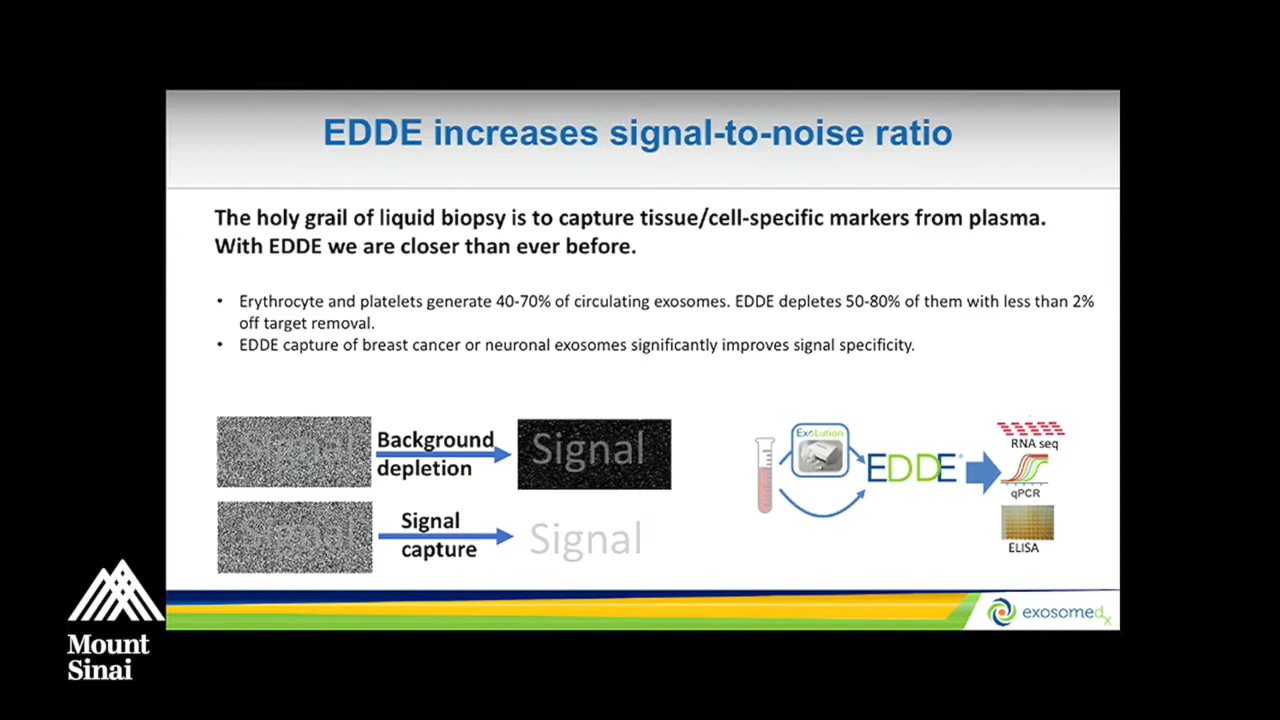 EDDE increases signal-to-noise ratio
The holy grail of liquid biopsy is to capture tissue/cell-specific markers from plasma.
With EDDE we are closer than ever before.
• Erythrocyte and platelets generate 40-70% of circulating exosomes. EDDE depletes 50-80% of them with less than 2%
off target removal.
• EDDE capture of breast cancer or neuronal exosomes significantly improves signal specificity.
Background
depletion
Signal
Signal
capture
Signal
ExoLution
EDDE
RNA seq
qPCR
ELISA
exosomedx
Mount
Sinai